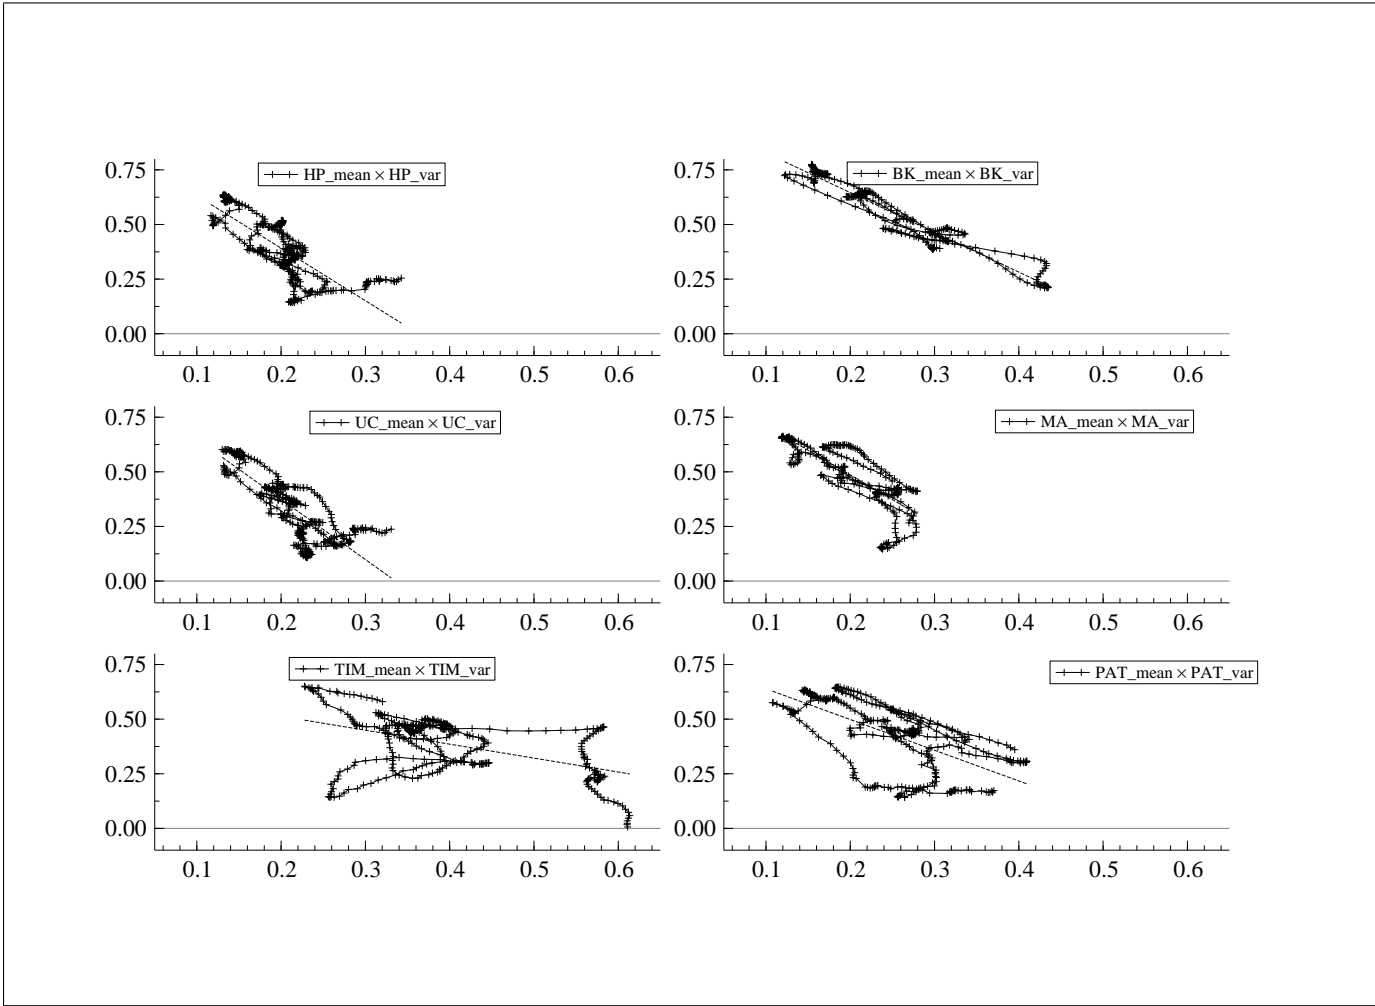 HP_mean × HP_var
0.75
0.50
0.25
0.00
0.1 0.2 0.3 0.4 0.5 0.6
BK_mean × BK_var
0.75
0.50
0.25
0.00
0.1 0.2 0.3 0.4 0.5 0.6
UC_mean × UC_var
0.75
0.50
0.25
0.00
0.1 0.2 0.3 0.4 0.5 0.6
MA_mean × MA_var
0.75
0.50
0.25
0.00
0.1 0.2 0.3 0.4 0.5 0.6
TIM_mean × TIM_var
0.75
0.50
0.25
0.00
0.1 0.2 0.3 0.4 0.5 0.6
PAT_mean × PAT_var
0.75
0.50
0.25
0.00
0.1 0.2 0.3 0.4 0.5 0.6